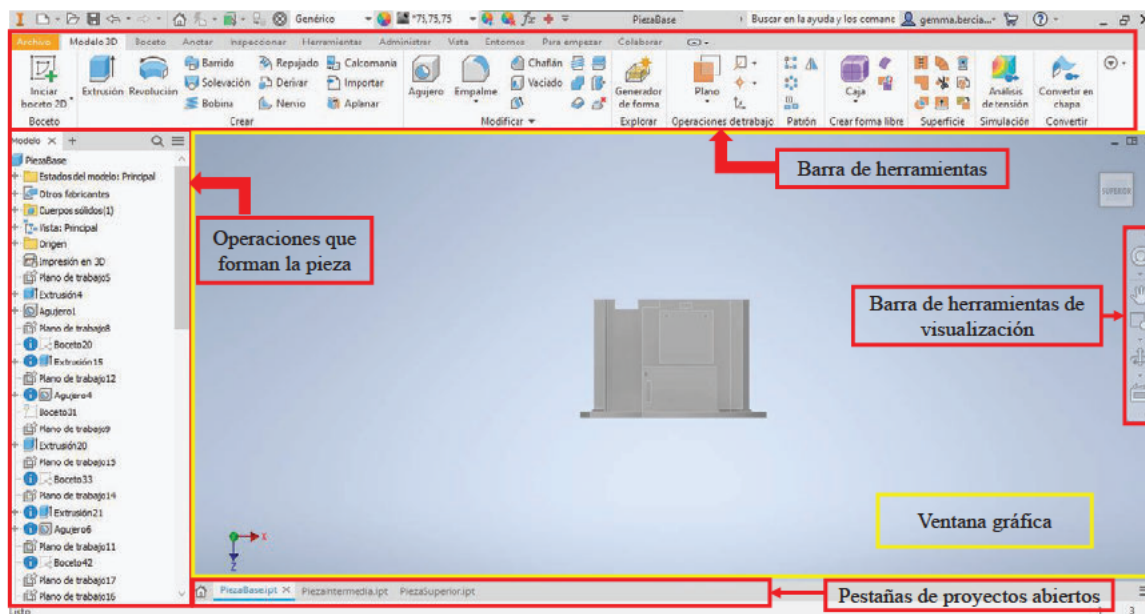 Genérico
*75,75,75
PiezaBase
Buscar en la ayuda y los comanc
gemma.bercia...
Archivo Modelo 3D Boceto Anotar Inspeccionar Herramientas Administrar Vista Entornos Para empezar Colaborar
Iniciar
boceto 2D
Extrusión
Revolución
Barrido
Solevación
Bobina
Repujado
Derivar
Nervio
Calcomanía
Importar
Aplanar
Agujero
Empalme
Chaflán
Vaciado
Generador
de forma
Plano
Caja
Análisis
de tensión
Convertir en
chapa
Boceto
Crear
Modificar
Explorar
Operaciones de trabajo
Patrón
Crear forma libre
Superficie
Simulación
Convertir
Modelo
PiezaBase
Estados del modelo: Principal
Otros fabricantes
Cuerpos sólidos(1)
Vista: Principal
Origen
Impresión en 3D
Plano de trabajo5
Extrusión4
Agujero1
Plano de trabajo8
Boceto20
Extrusión15
Plano de trabajo12
Agujero4
Boceto31
Plano de trabajo9
Extrusión20
Plano de trabajo15
Boceto33
Plano de trabajo14
Extrusión21
Agujero6
Plano de trabajo11
Boceto42
Plano de trabajo17
Plano de trabajo16
Listo
Operaciones que
forman la pieza
Barra de herramientas
SUPERIOR
Barra de herramientas de
visualización
Ventana gráfica
X
Z
PiezaBase.ipt
PiezaIntermedia.ipt
PiezaSuperior.ipt
Pestañas de proyectos abiertos